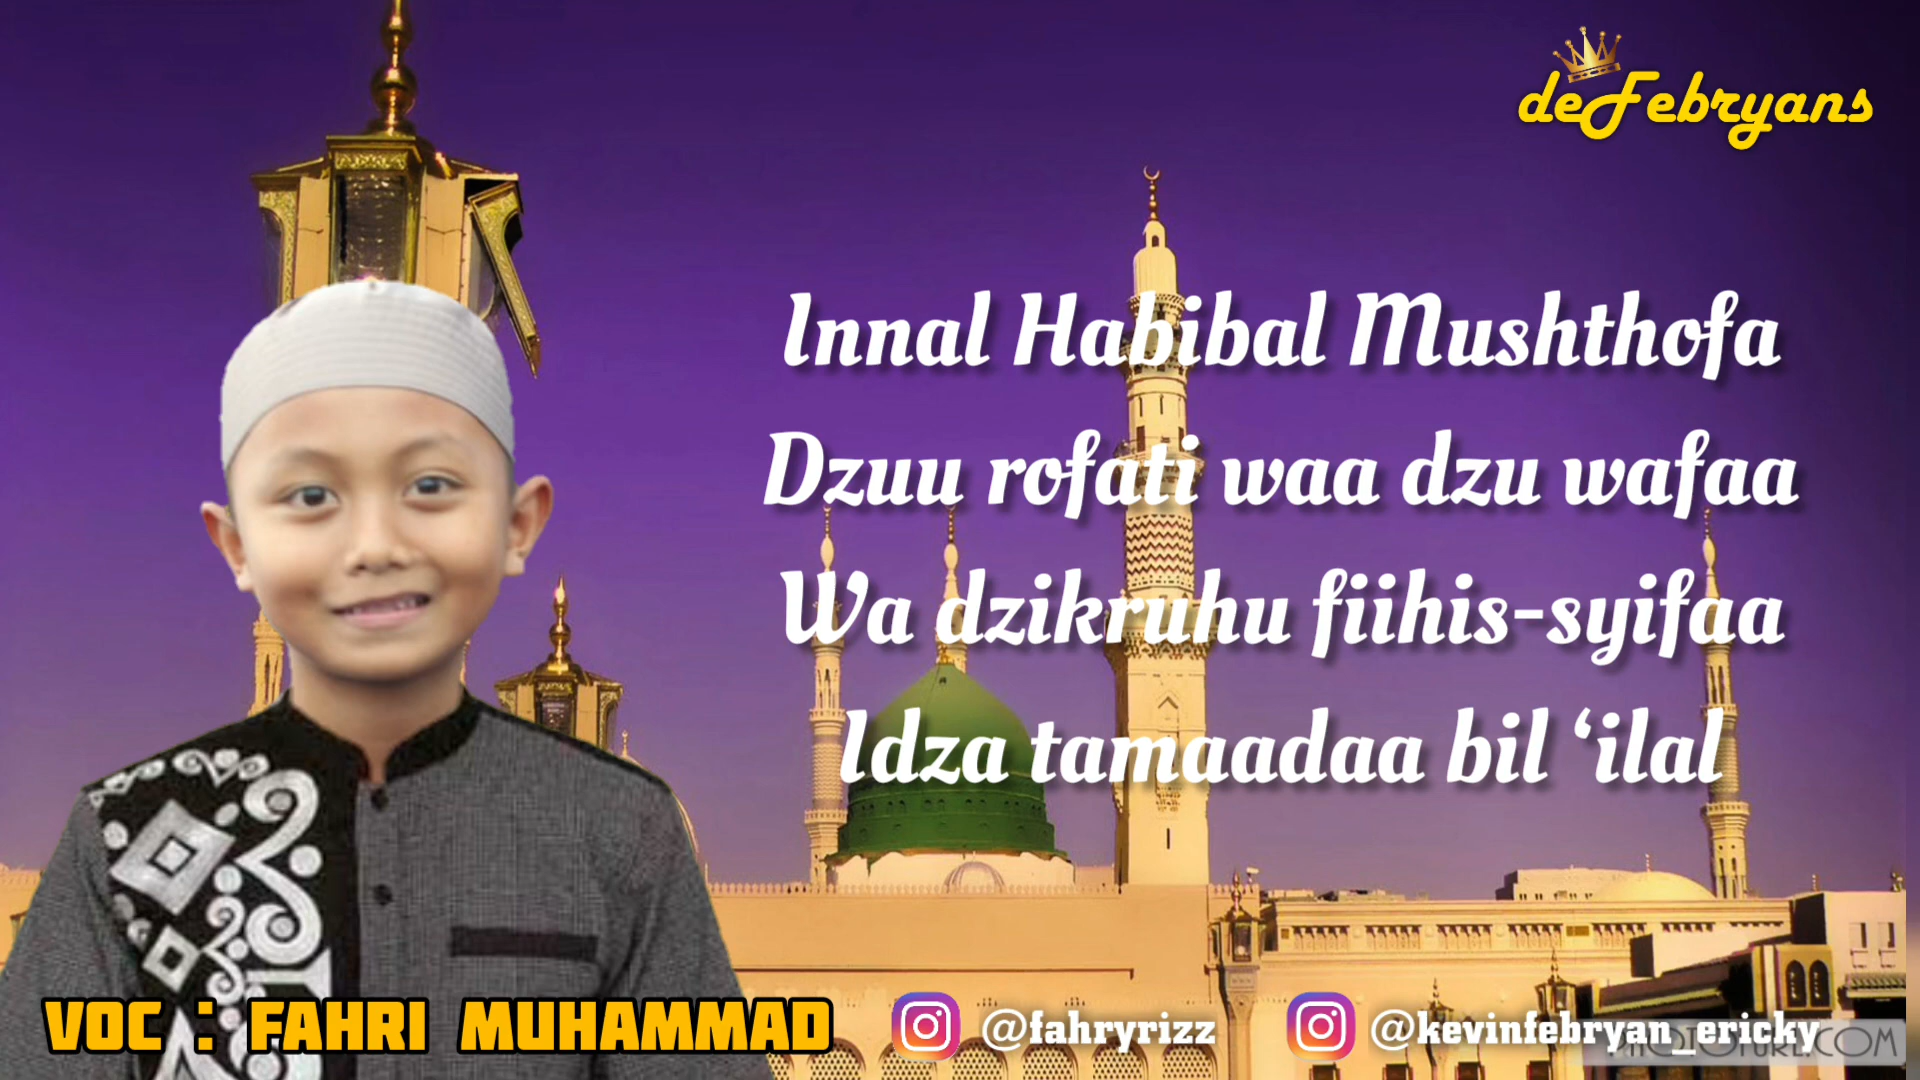 deFebryans
Innal Habibal Mushthofa
Dzuu rofati waa dzu wafaa
Wa dzikruhu fiihis-syifaa
Idza tamaadaa bil ‘ilal
VOC : FAHRI MUHAMMAD
@fahryrizz
@kevinfebryan_ericky